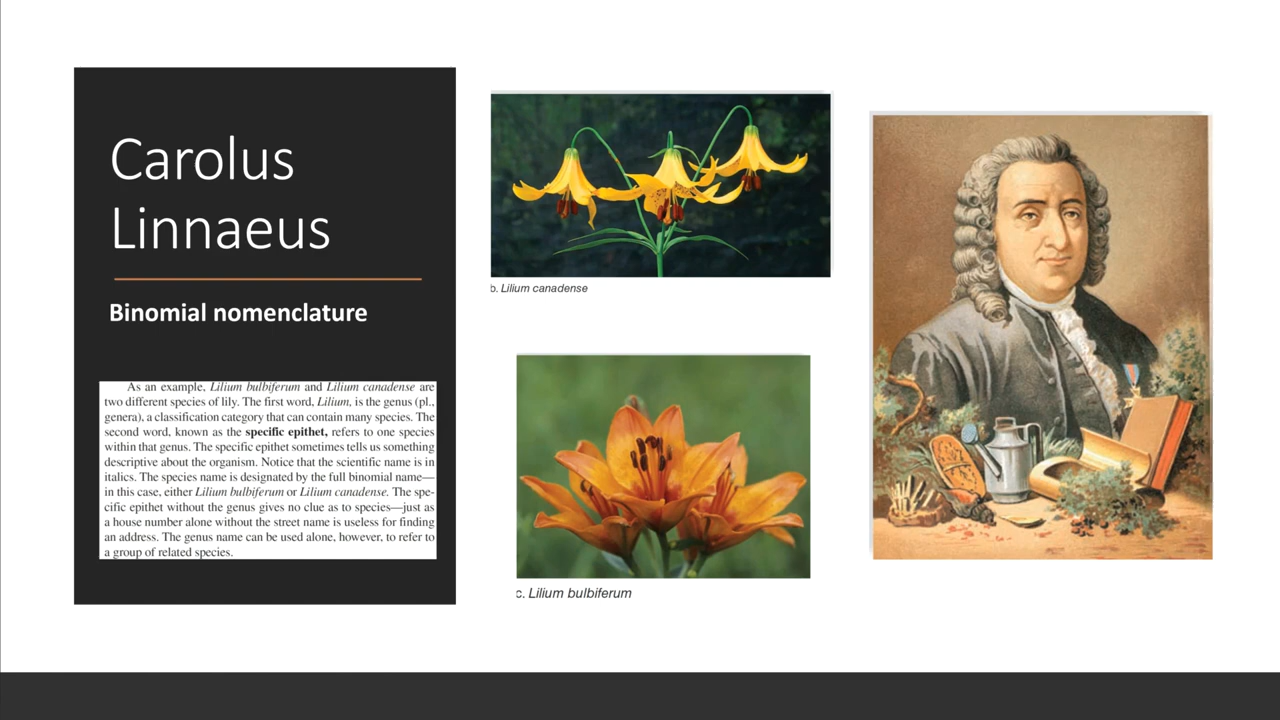 Carolus
Linnaeus
Binomial nomenclature
As an example, Lilium bulbiferum and Lilium canadense are
two different species of lily. The first word, Lilium, is the genus (pl.,
genera), a classification category that can contain many species. The
second word, known as the specific epithet, refers to one species
within that genus. The specific epithet sometimes tells us something
descriptive about the organism. Notice that the scientific name is in
italics. The species name is designated by the full binomial name—
in this case, either Lilium bulbiferum or Lilium canadense. The spe-
cific epithet without the genus gives no clue as to species—just as
a house number alone without the street name is useless for finding
an address. The genus name can be used alone, however, to refer to
a group of related species.
b. Lilium canadense
c. Lilium bulbiferum